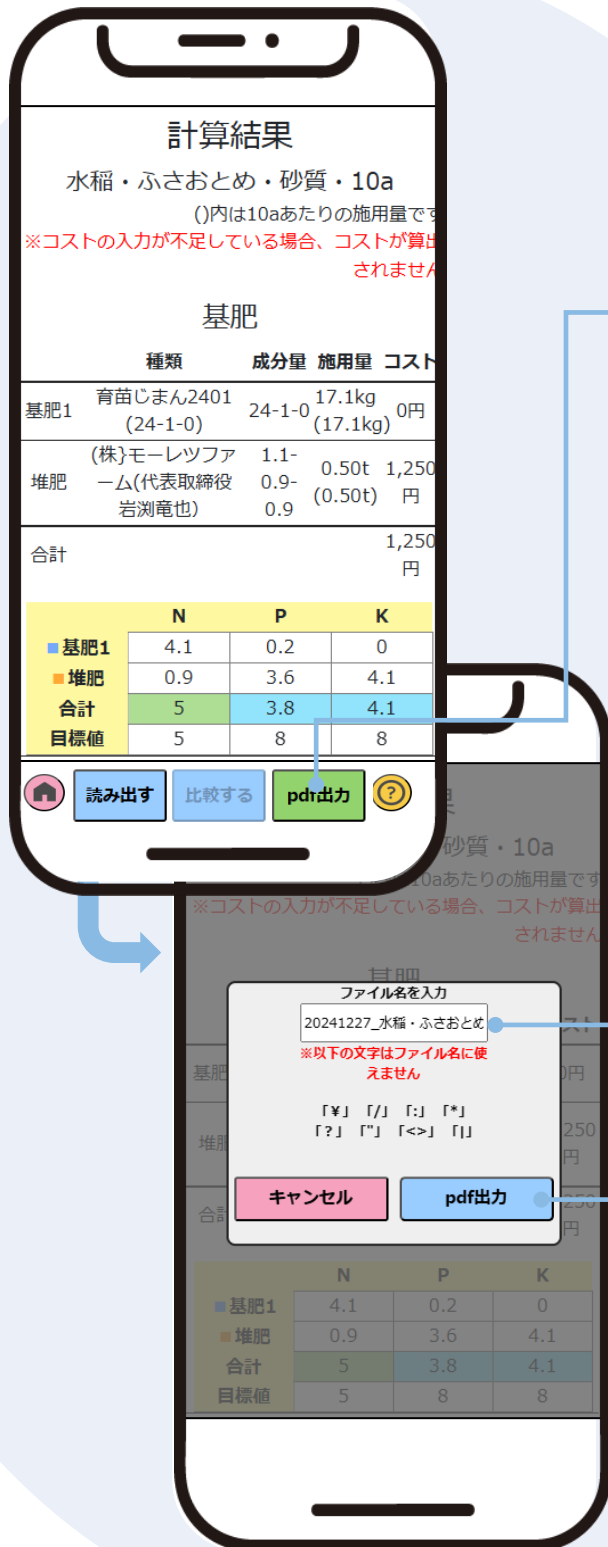 計算結果
水稲・ふさおとめ・砂質・10a
()内は10aあたりの施用量です
※コストの入力が不足している場合、コストが算出
されません
基肥
種類 成分量 施用量 コスト
基肥1 育苗じまん2401 (24-1-0) 24-1-0 17.1kg (17.1kg) 0円
堆肥 (株}モーレツファーム(代表取締役 岩渕竜也) 1.1-0.9-0.9 0.50t (0.50t) 1,250円
合計 1,250円
N P K
基肥1 4.1 0.2 0
堆肥 0.9 3.6 4.1
合計 5 3.8 4.1
目標値 5 8 8
読み出す 比較する pdf出力 ?
砂質・10a
10aあたりの施用量です
※コストの入力が不足している場合、コストが算出
されません
基肥
ファイル名を入力
20241227_水稲・ふさおとめ
※以下の文字はファイル名に使
えません
「¥」 「/」 「:」 「*」
「?」 「"」 「<>」 「|」
キャンセル pdf出力
N P K
基肥1 4.1 0.2 0
堆肥 0.9 3.6 4.1
合計 5 3.8 4.1
目標値 5 8 8